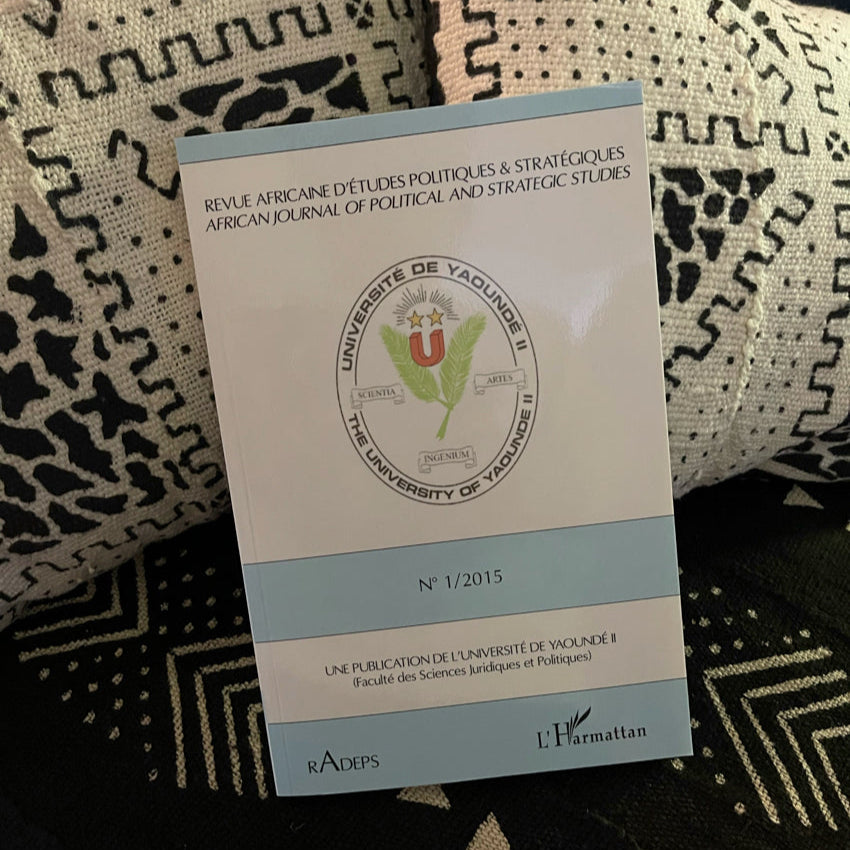 REVUE AFRICAINE D'ÉTUDES POLITIQUES & STRATÉGIQUES
AFRICAN JOURNAL OF POLITICAL AND STRATEGIC STUDIES
UNIVERSITÉ DE YAOUNDÉ II
U
SCIENTIA
ARTES
INGENIUM
THE UNIVERSITY OF YAOUNDE II
N° 1/2015
UNE PUBLICATION DE L'UNIVERSITÉ DE YAOUNDÉ II
(Faculté des Sciences Juridiques et Politiques)
RADEPS
L'Harmattan